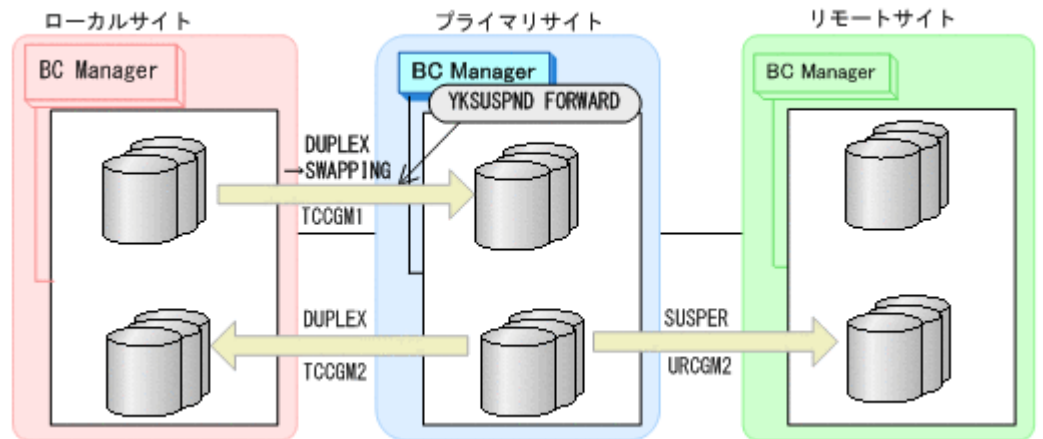 ローカルサイト
プライマリサイト
リモートサイト
BC Manager
BC Manager
BC Manager
YKSUSPND FORWARD
DUPLEX
→SWAPPING
TCCGM1
DUPLEX
TCCGM2
SUSPER
URCGM2